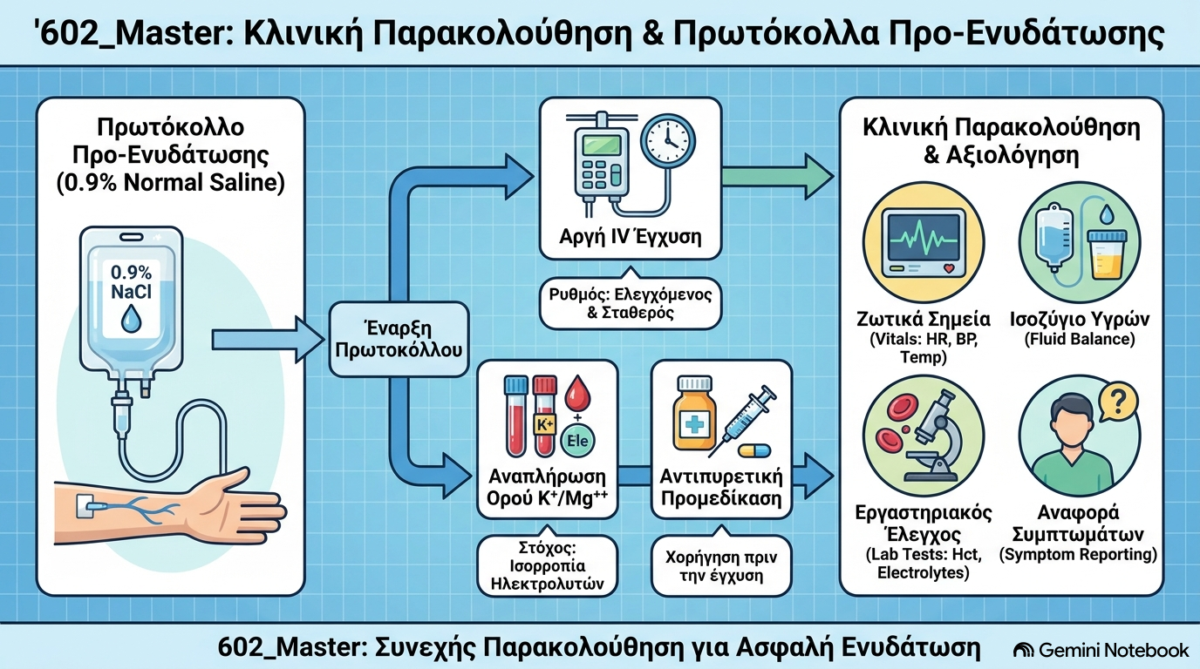 '602_Master: Κλινική Παρακολούθηση & Πρωτόκολλα Προ-Ενυδάτωσης
Πρωτόκολλο
Προ-Ενυδάτωσης
(0.9% Normal Saline)
0.9%
NaCl
Έναρξη
Πρωτοκόλλου
Αργή IV Έγχυση
Ρυθμός: Ελεγχόμενος
& Σταθερός
K⁺
+
Ele
Αναπλήρωση
Ορού K⁺/Mg⁺⁺
Στόχος:
Ισορροπία
Ηλεκτρολυτών
Αντιπυρετική
Προμεδίκαση
Χορήγηση πριν
την έγχυση
Κλινική Παρακολούθηση
& Αξιολόγηση
Ζωτικά Σημεία
(Vitals: HR, BP,
Temp)
Ισοζύγιο Υγρών
(Fluid Balance)
Εργαστηριακός
Έλεγχος
(Lab Tests: Hct,
Electrolytes)
?
Αναφορά
Συμπτωμάτων
(Symptom Reporting)
602_Master: Συνεχής Παρακολούθηση για Ασφαλή Ενυδάτωση
Gemini Notebook